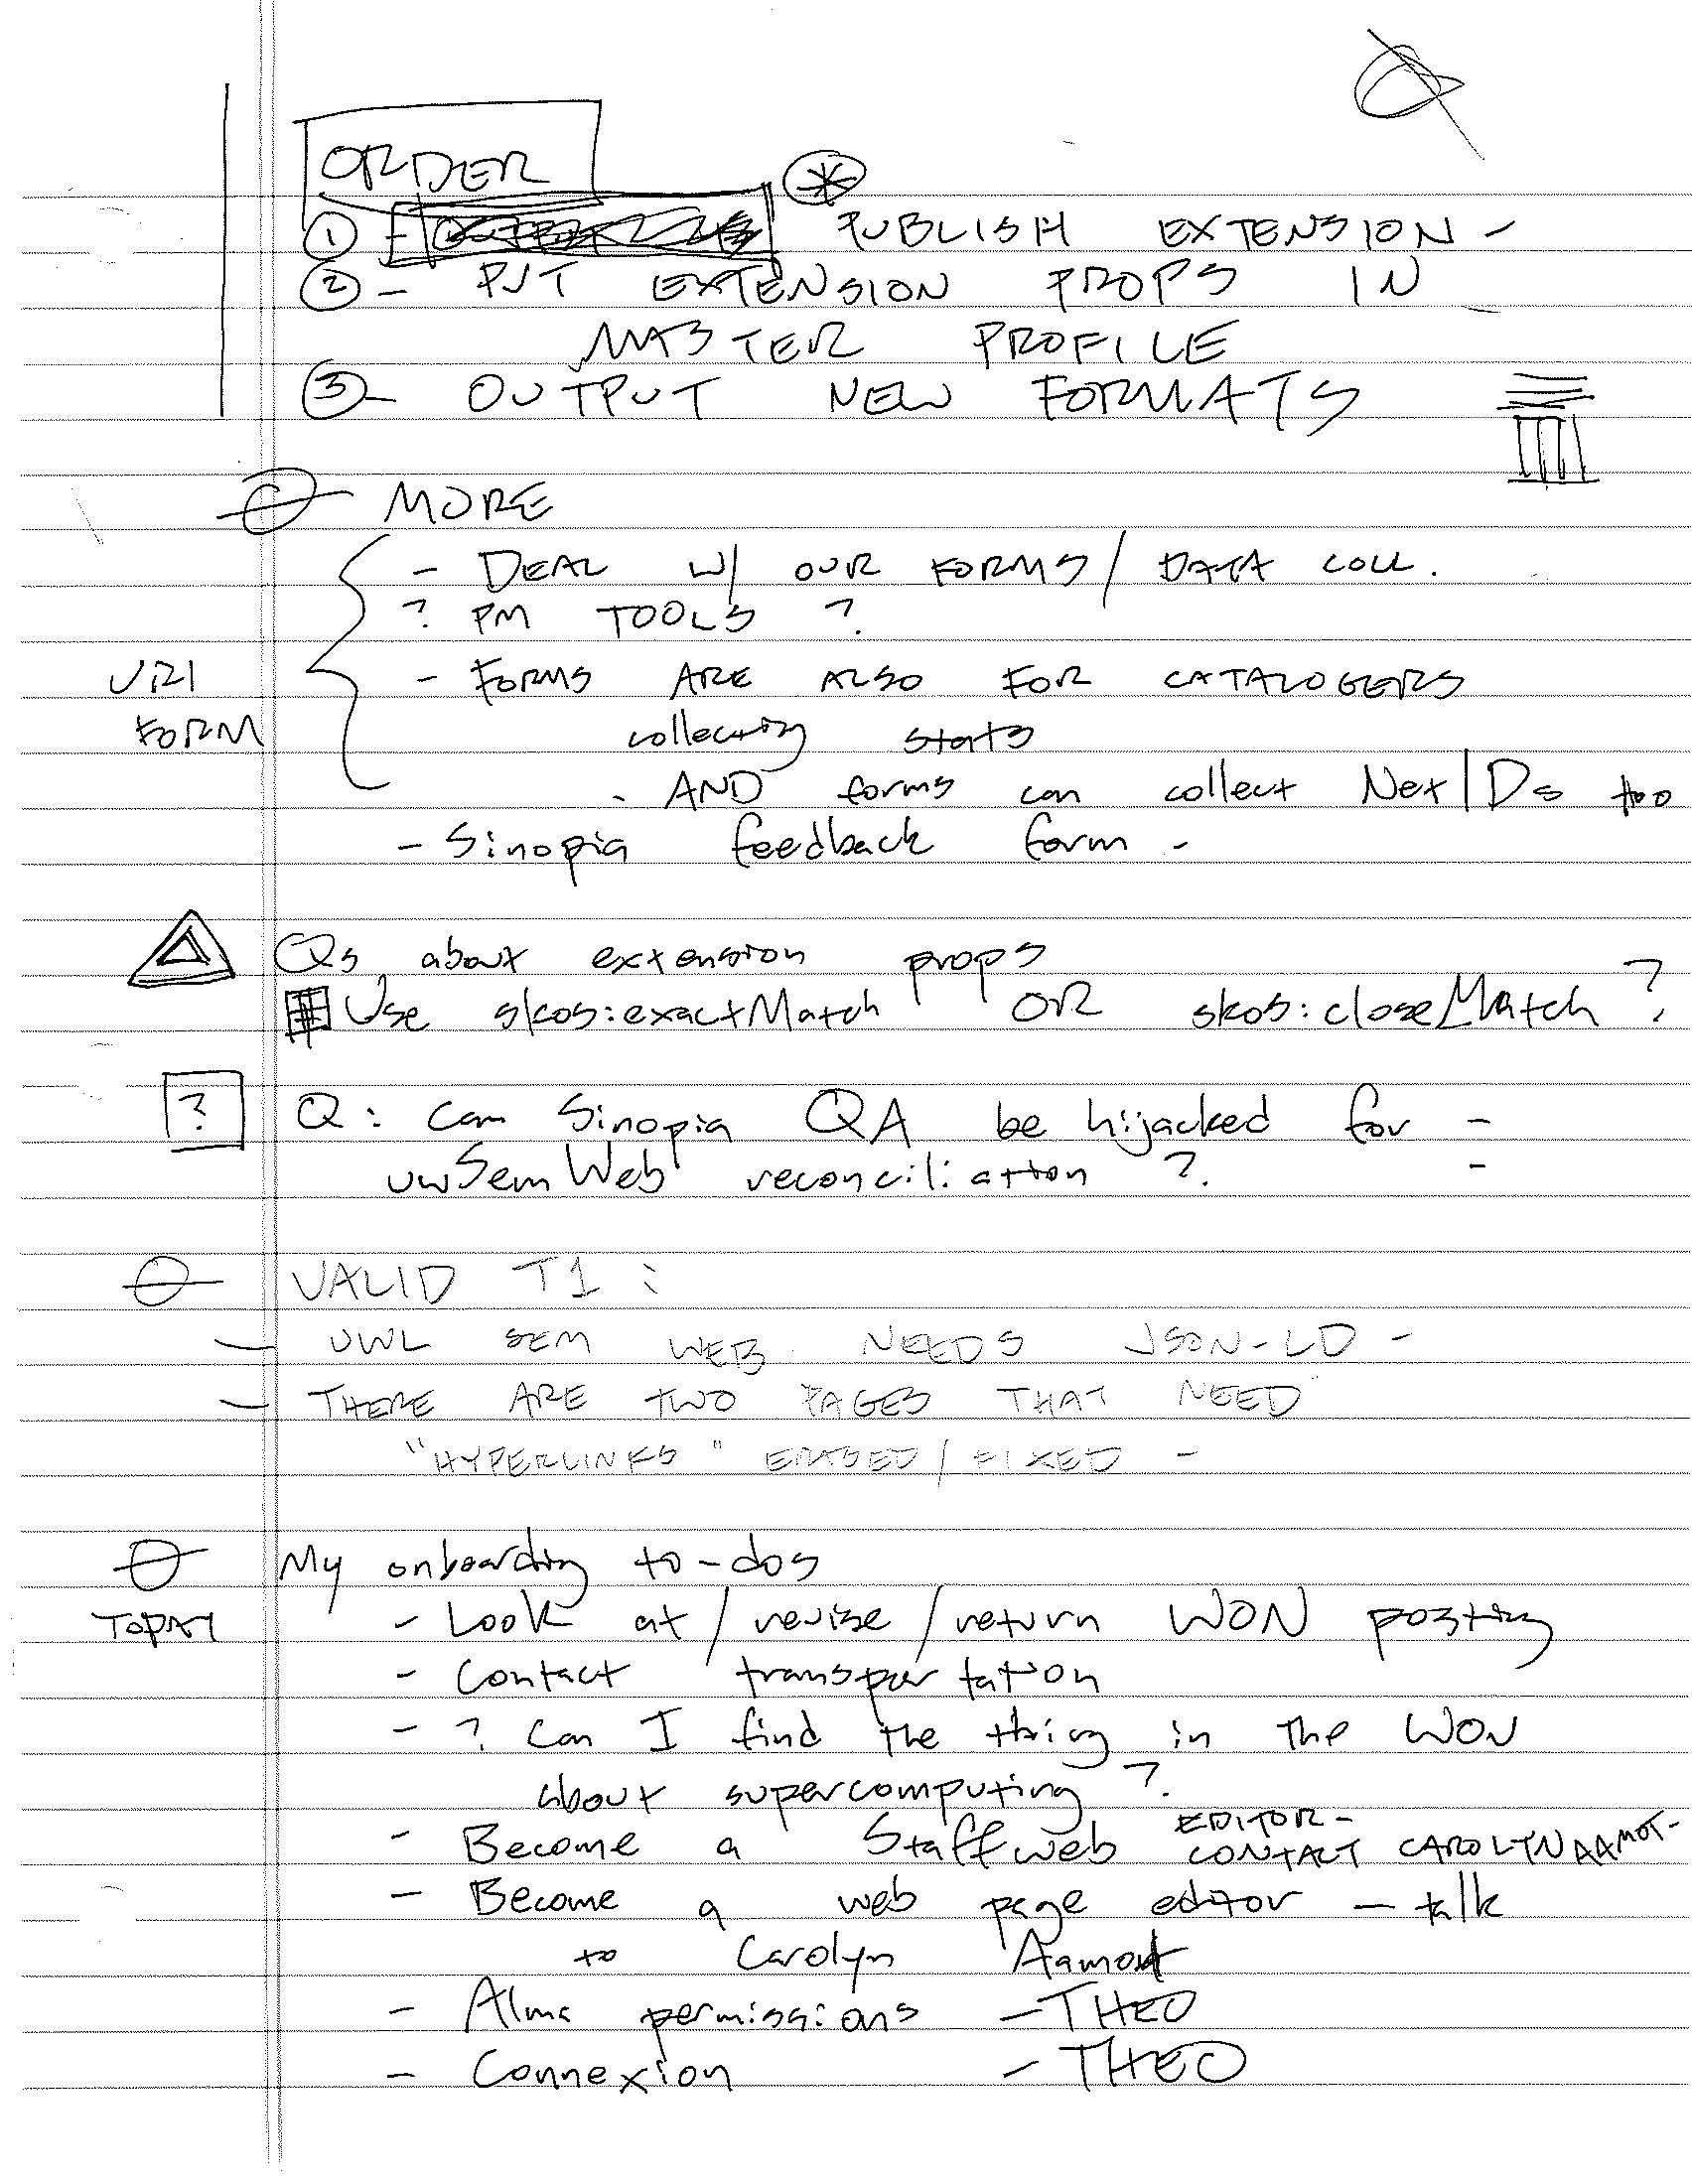 ORDER
① - PUBLISH EXTENSION -
② - PUT EXTENSION PROPS IN
MASTER PROFILE
③ - OUTPUT NEW FORMATS
MORE
- DEAL W/ OUR FORMS / DATA COLL.
? PM TOOLS ?
- FORMS ARE ALSO FOR CATALOGERS
URI
FORM
collecting stats
- AND forms can collect NetIDs too
- Sinopia feedback form -
Qs about extension props
Use skos:exactMatch OR skos:closeMatch ?
? Q: Can Sinopia QA be hijacked for -
uwSemWeb reconciliation ? -
VALID T1 :
- UWL SEM WEB NEEDS JSON-LD -
- THERE ARE TWO PAGES THAT NEED
"HYPERLINKS" ERASED / FIXED -
My onboarding to-dos
TODAY
- Look at / revise / return WON posting
- Contact transportation
- ? Can I find the thing in the WON
about supercomputing ?
- Become a Staffweb EDITOR -
CONTACT CAROLYN AAMOT -
- Become a web page editor - talk
to Carolyn Aamot
- Alma permissions - THEO
- Connexion - THEO